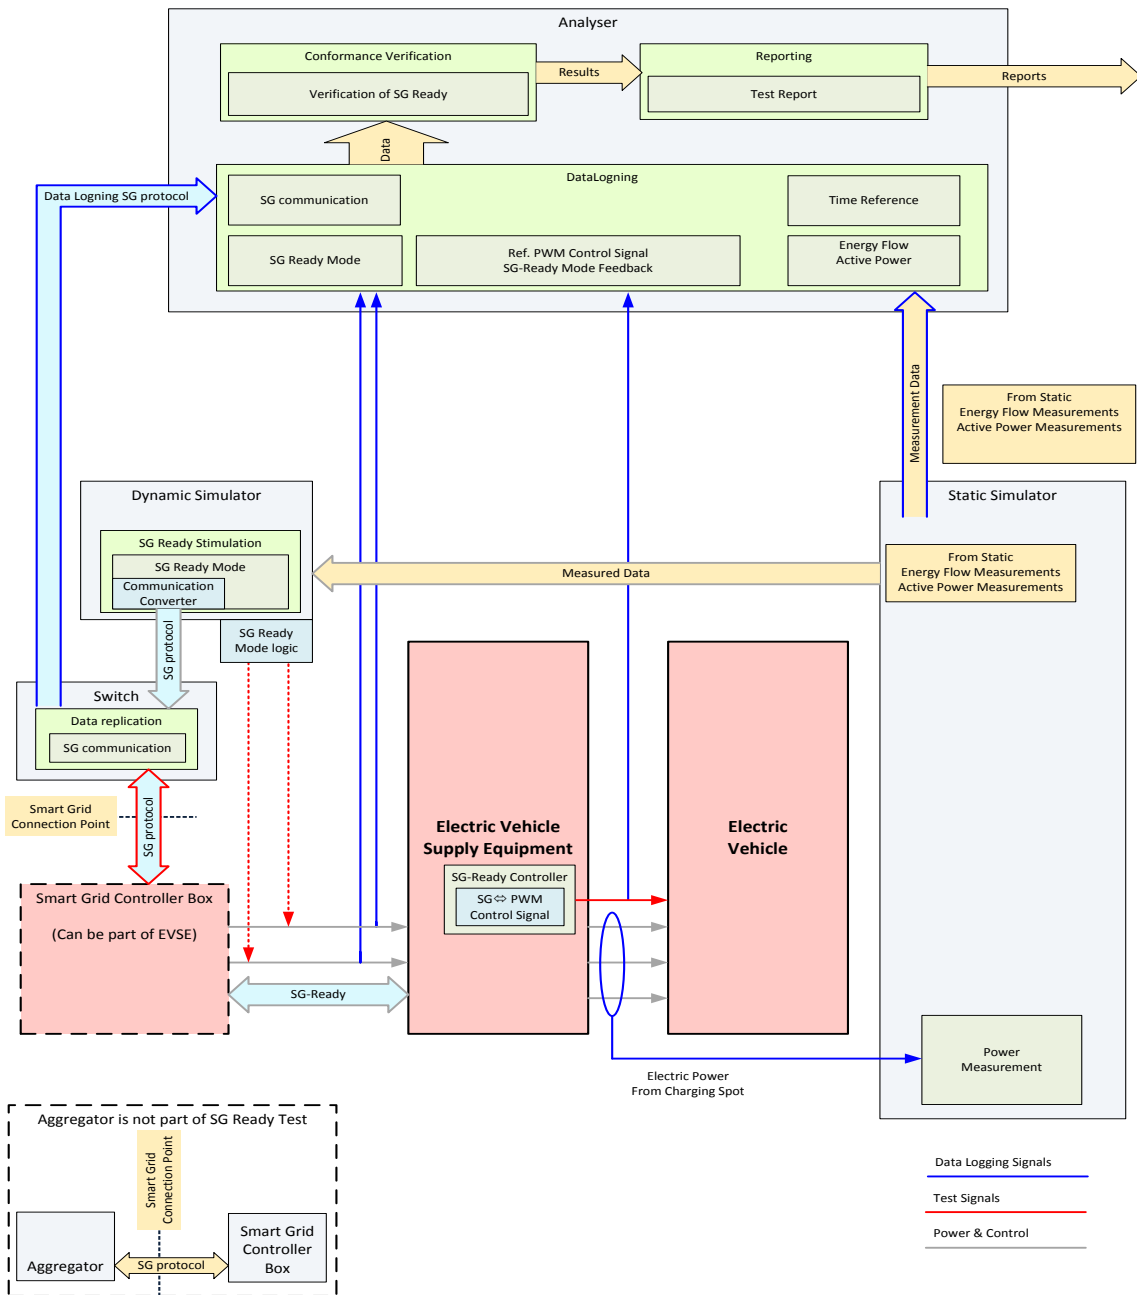 Analyser
Conformance Verification
Verification of SG Ready
Results
Reporting
Test Report
Reports
Data
DataLogning
SG communication
Time Reference
SG Ready Mode
Ref. PWM Control Signal
SG-Ready Mode Feedback
Energy Flow
Active Power
Data Logning SG protocol
Measurement Data
From Static
Energy Flow Measurements
Active Power Measurements
Dynamic Simulator
SG Ready Stimulation
SG Ready Mode
Communication
Converter
SG Ready
Mode logic
SG protocol
Measured Data
Static Simulator
From Static
Energy Flow Measurements
Active Power Measurements
Switch
Data replication
SG communication
Smart Grid
Connection Point
SG protocol
Smart Grid Controller Box
(Can be part of EVSE)
SG-Ready
Electric Vehicle
Supply Equipment
SG-Ready Controller
SG⇔ PWM
Control Signal
Electric
Vehicle
Electric Power
From Charging Spot
Power
Measurement
Aggregator is not part of SG Ready Test
Smart Grid
Connection Point
Aggregator
SG protocol
Smart Grid
Controller
Box
Data Logging Signals
Test Signals
Power & Control